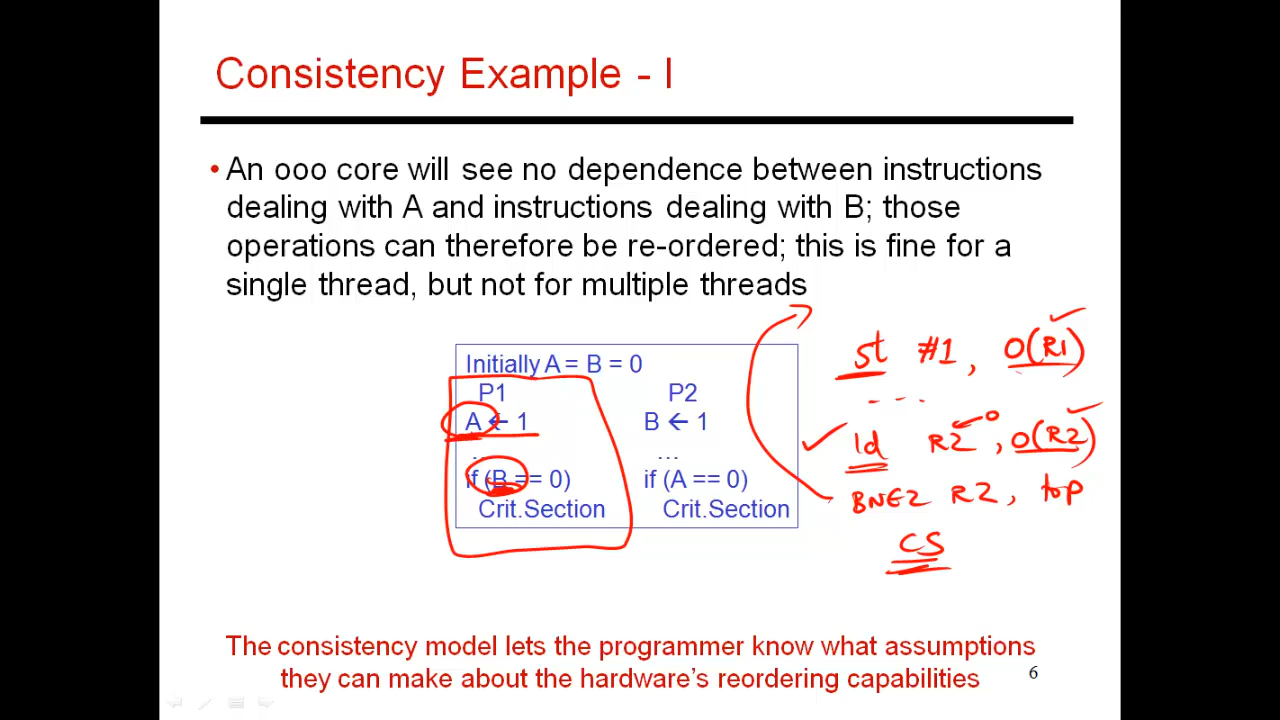 Consistency Example - I
• An ooo core will see no dependence between instructions
dealing with A and instructions dealing with B; those
operations can therefore be re-ordered; this is fine for a
single thread, but not for multiple threads
Initially A = B = 0
P1 P2
A ← 1 B ← 1
… …
if (B == 0) if (A == 0)
Crit.Section Crit.Section
st #1, 0(R1)
.....
ld R2, 0(R2)
0
BNEZ R2, top
CS
The consistency model lets the programmer know what assumptions
they can make about the hardware's reordering capabilities
6